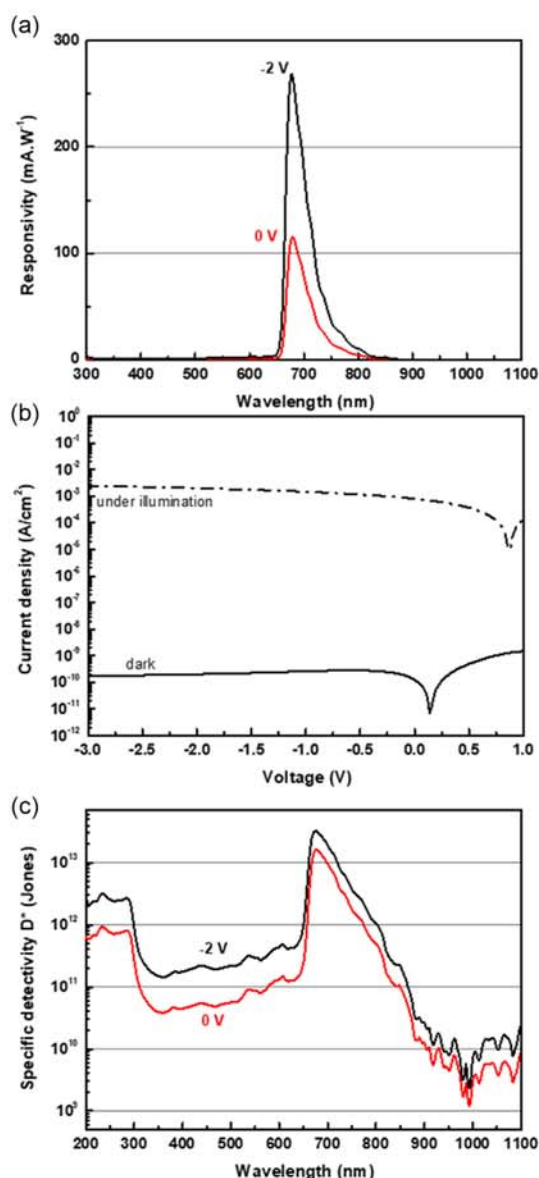 (a)
300
200
100
0
-2 V
0 V
Responsivity (mA.W⁻¹)
300 400 500 600 700 800 900 1000 1100
Wavelength (nm)
(b)
10⁰
10⁻¹
10⁻²
10⁻³
10⁻⁴
10⁻⁵
10⁻⁶
10⁻⁷
10⁻⁸
10⁻⁹
10⁻¹⁰
10⁻¹¹
10⁻¹²
under illumination
dark
Current density (A/cm²)
-3.0 -2.5 -2.0 -1.5 -1.0 -0.5 0.0 0.5 1.0
Voltage (V)
(c)
10¹³
10¹²
10¹¹
10¹⁰
10⁹
-2 V
0 V
Specific detectivity D* (Jones)
200 300 400 500 600 700 800 900 1000 1100
Wavelength (nm)